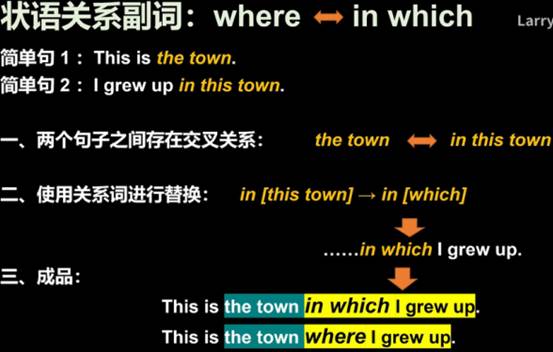 状语关系副词：where ↔ in which Larry
简单句 1 ：This is the town.
简单句 2 ：I grew up in this town.
一、两个句子之间存在交叉关系： the town ↔ in this town
二、使用关系词进行替换： in [this town] → in [which]
……in which I grew up.
三、成品：
This is the town in which I grew up.
This is the town where I grew up.